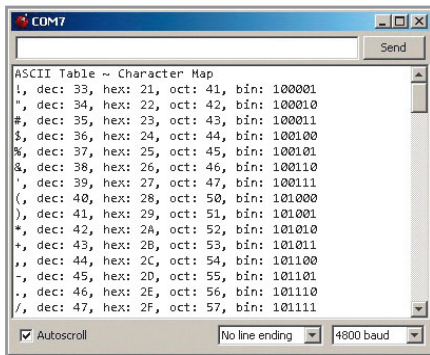 COM7
Send
ASCII Table ~ Character Map
!, dec: 33, hex: 21, oct: 41, bin: 100001
", dec: 34, hex: 22, oct: 42, bin: 100010
#, dec: 35, hex: 23, oct: 43, bin: 100011
$, dec: 36, hex: 24, oct: 44, bin: 100100
%, dec: 37, hex: 25, oct: 45, bin: 100101
&, dec: 38, hex: 26, oct: 46, bin: 100110
', dec: 39, hex: 27, oct: 47, bin: 100111
(, dec: 40, hex: 28, oct: 50, bin: 101000
), dec: 41, hex: 29, oct: 51, bin: 101001
*, dec: 42, hex: 2A, oct: 52, bin: 101010
+, dec: 43, hex: 2B, oct: 53, bin: 101011
,, dec: 44, hex: 2C, oct: 54, bin: 101100
-, dec: 45, hex: 2D, oct: 55, bin: 101101
., dec: 46, hex: 2E, oct: 56, bin: 101110
/, dec: 47, hex: 2F, oct: 57, bin: 101111
Autoscroll No line ending 4800 baud